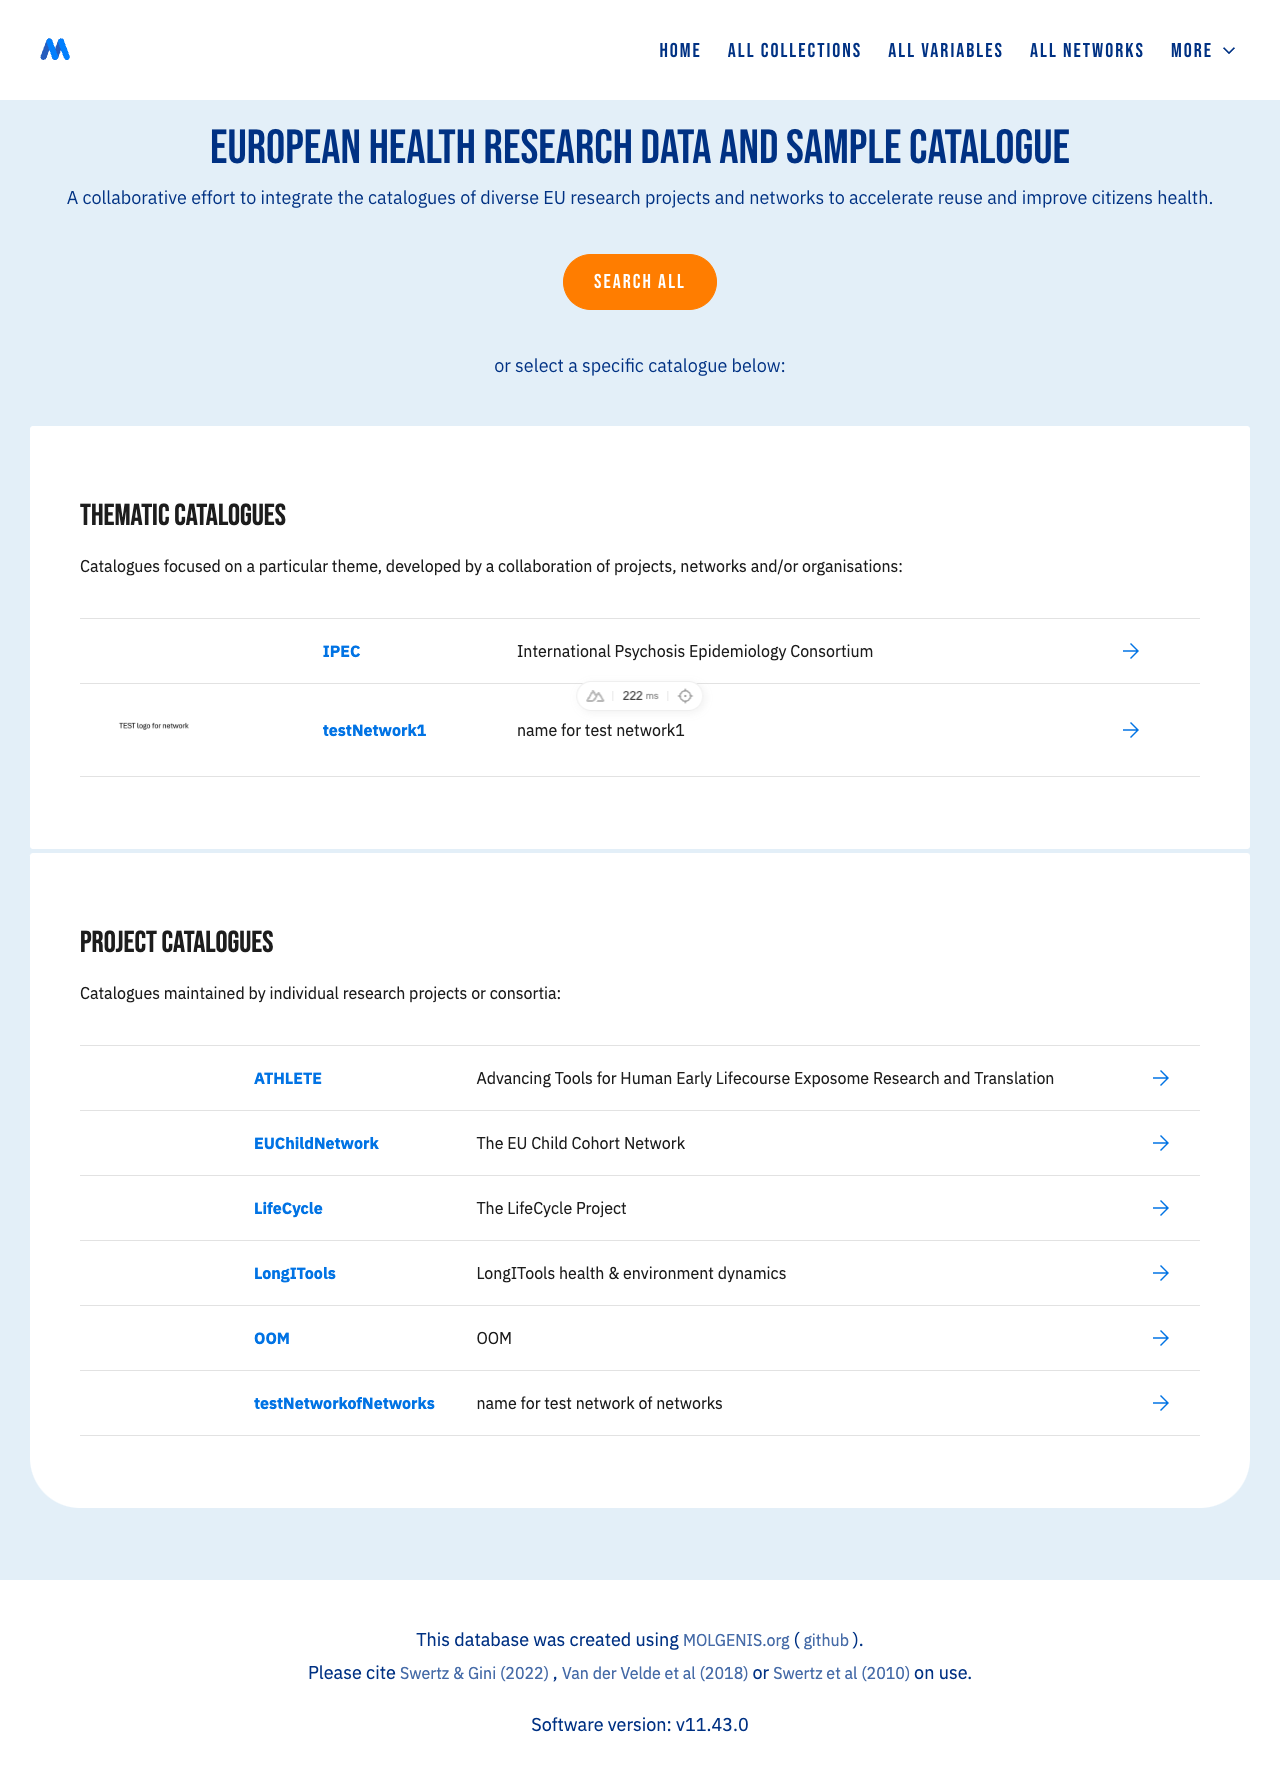 HOME ALL COLLECTIONS ALL VARIABLES ALL NETWORKS MORE
EUROPEAN HEALTH RESEARCH DATA AND SAMPLE CATALOGUE
A collaborative effort to integrate the catalogues of diverse EU research projects and networks to accelerate reuse and improve citizens health.
SEARCH ALL
or select a specific catalogue below:
THEMATIC CATALOGUES
Catalogues focused on a particular theme, developed by a collaboration of projects, networks and/or organisations:
IPEC International Psychosis Epidemiology Consortium
222 ms
TEST logo for network testNetwork1 name for test network1
PROJECT CATALOGUES
Catalogues maintained by individual research projects or consortia:
ATHLETE Advancing Tools for Human Early Lifecourse Exposome Research and Translation
EUChildNetwork The EU Child Cohort Network
LifeCycle The LifeCycle Project
LongITools LongITools health & environment dynamics
OOM OOM
testNetworkofNetworks name for test network of networks
This database was created using MOLGENIS.org ( github ).
Please cite Swertz & Gini (2022) , Van der Velde et al (2018) or Swertz et al (2010) on use.
Software version: v11.43.0